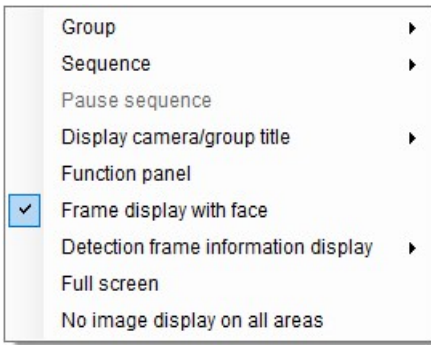 Group
Sequence
Pause sequence
Display camera/group title
Function panel
Frame display with face
Detection frame information display
Full screen
No image display on all areas